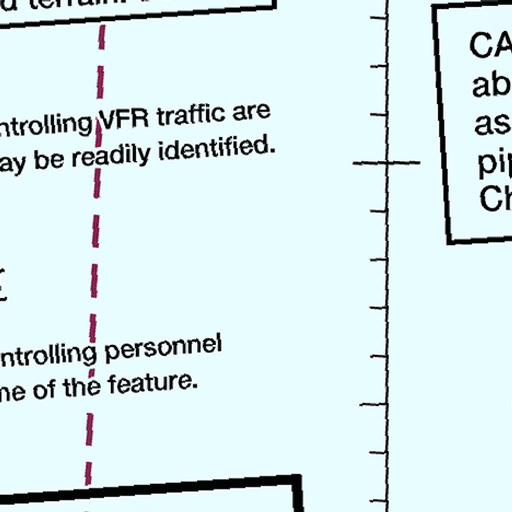 ntrolling VFR traffic are
ay be readily identified.
ntrolling personnel
me of the feature.
CA
ab
as
pip
Ch